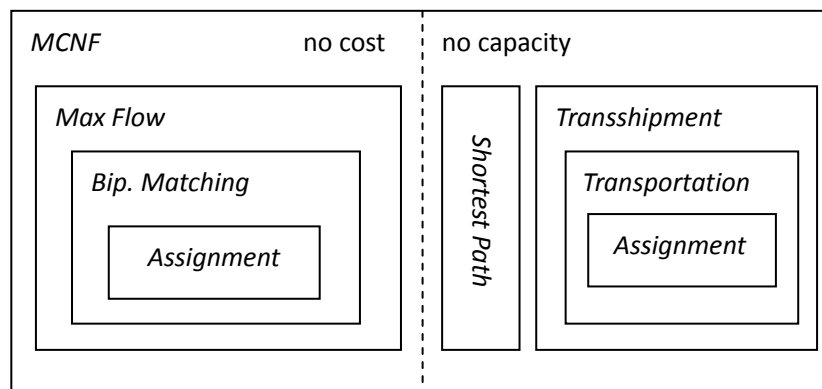 MCNF no cost no capacity
Max Flow
Bip. Matching
Assignment
Shortest Path
Transshipment
Transportation
Assignment